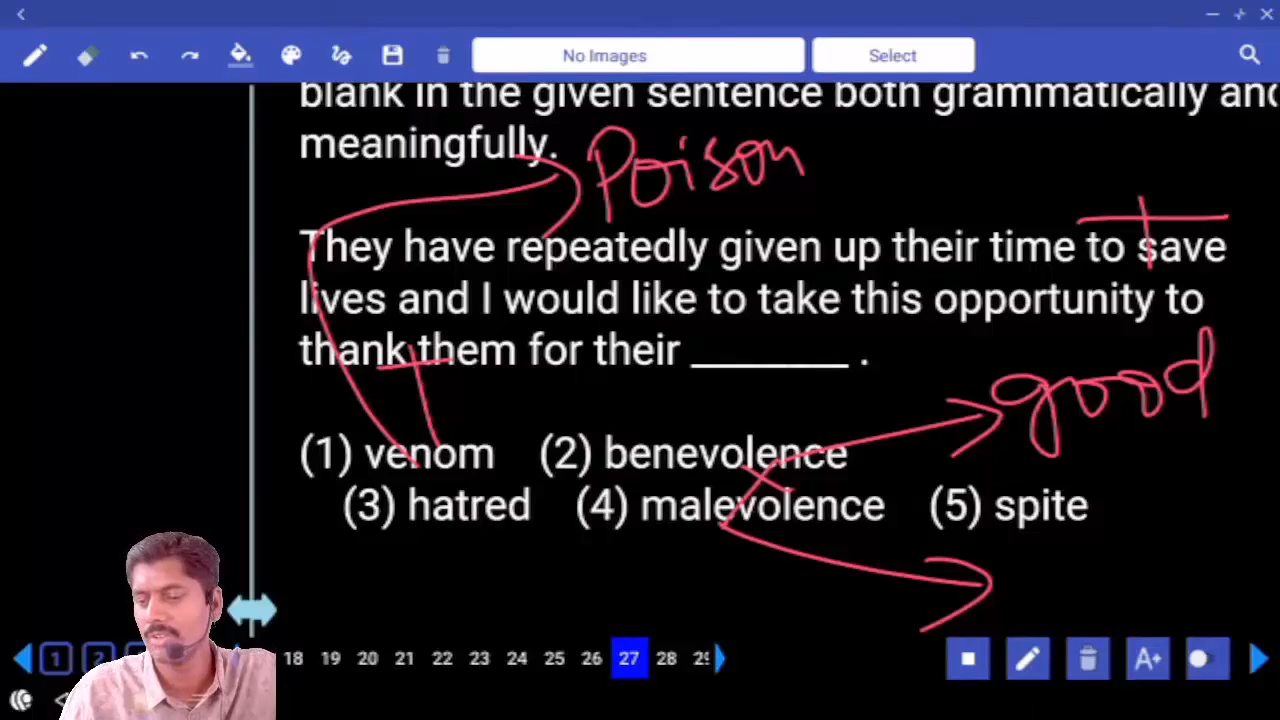 No Images
Select
blank in the given sentence both grammatically and
meaningfully.
Poison
They have repeatedly given up their time to save
lives and I would like to take this opportunity to
thank them for their ________ .
good
(1) venom (2) benevolence
(3) hatred (4) malevolence (5) spite
1 2 18 19 20 21 22 23 24 25 26 27 28 29
A+